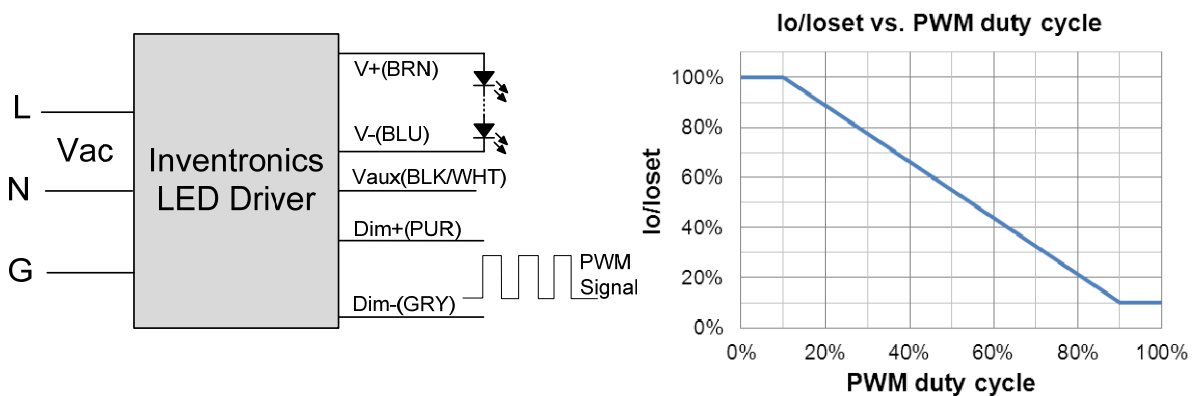 L
Vac
N
G
Inventronics
LED Driver
V+(BRN)
V-(BLU)
Vaux(BLK/WHT)
Dim+(PUR)
PWM
Signal
Dim-(GRY)
Io/Ioset vs. PWM duty cycle
Io/Ioset
100%
80%
60%
40%
20%
0%
0% 20% 40% 60% 80% 100%
PWM duty cycle